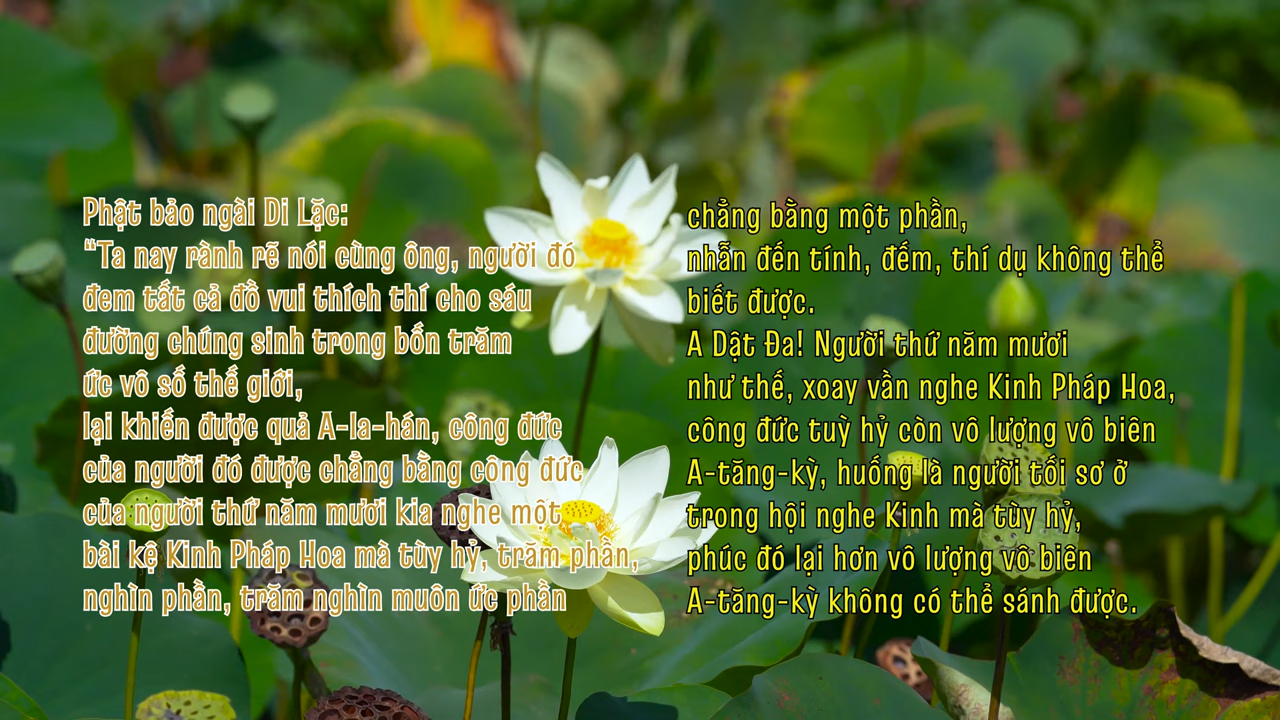 Phật bảo ngài Di Lặc:
“Ta nay rành rẽ nói cùng ông, người đó
đem tất cả đồ vui thích thí cho sáu
đường chúng sinh trong bốn trăm
ức vô số thế giới,
lại khiến được quả A-la-hán, công đức
của người đó được chẳng bằng công đức
của người thứ năm mươi kia nghe một
bài kệ Kinh Pháp Hoa mà tùy hỷ, trăm phần,
nghìn phần, trăm nghìn muôn ức phần
chẳng bằng một phần,
nhẫn đến tính, đếm, thí dụ không thể
biết được.
A Dật Đa! Người thứ năm mươi
như thế, xoay vần nghe Kinh Pháp Hoa,
công đức tuỳ hỷ còn vô lượng vô biên
A-tăng-kỳ, huống là người tối sơ ở
trong hội nghe Kinh mà tùy hỷ,
phúc đó lại hơn vô lượng vô biên
A-tăng-kỳ không có thể sánh được.